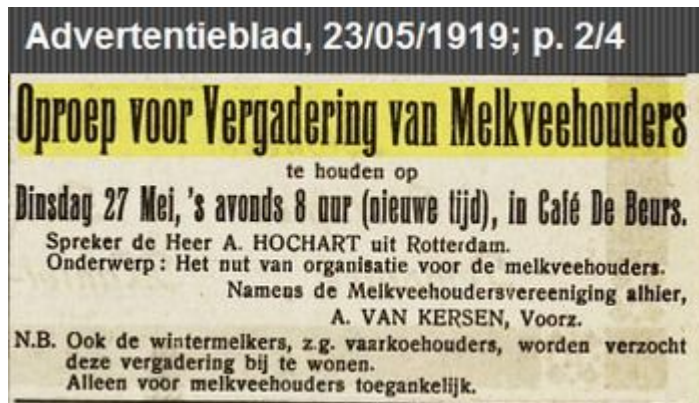 Advertentieblad, 23/05/1919; p. 2/4
Oproep voor Vergadering van Melkveehouders
te houden op
Dinsdag 27 Mei, 's avonds 8 uur (nieuwe tijd), in Café De Beurs.
Spreker de Heer A. HOCHART uit Rotterdam.
Onderwerp: Het nut van organisatie voor de melkveehouders.
Namens de Melkveehoudersvereeniging alhier,
A. VAN KERSEN, Voorz.
N.B. Ook de wintermelkers, z.g. vaarkoehouders, worden verzocht
deze vergadering bij te wonen.
Alleen voor melkveehouders toegankelijk.